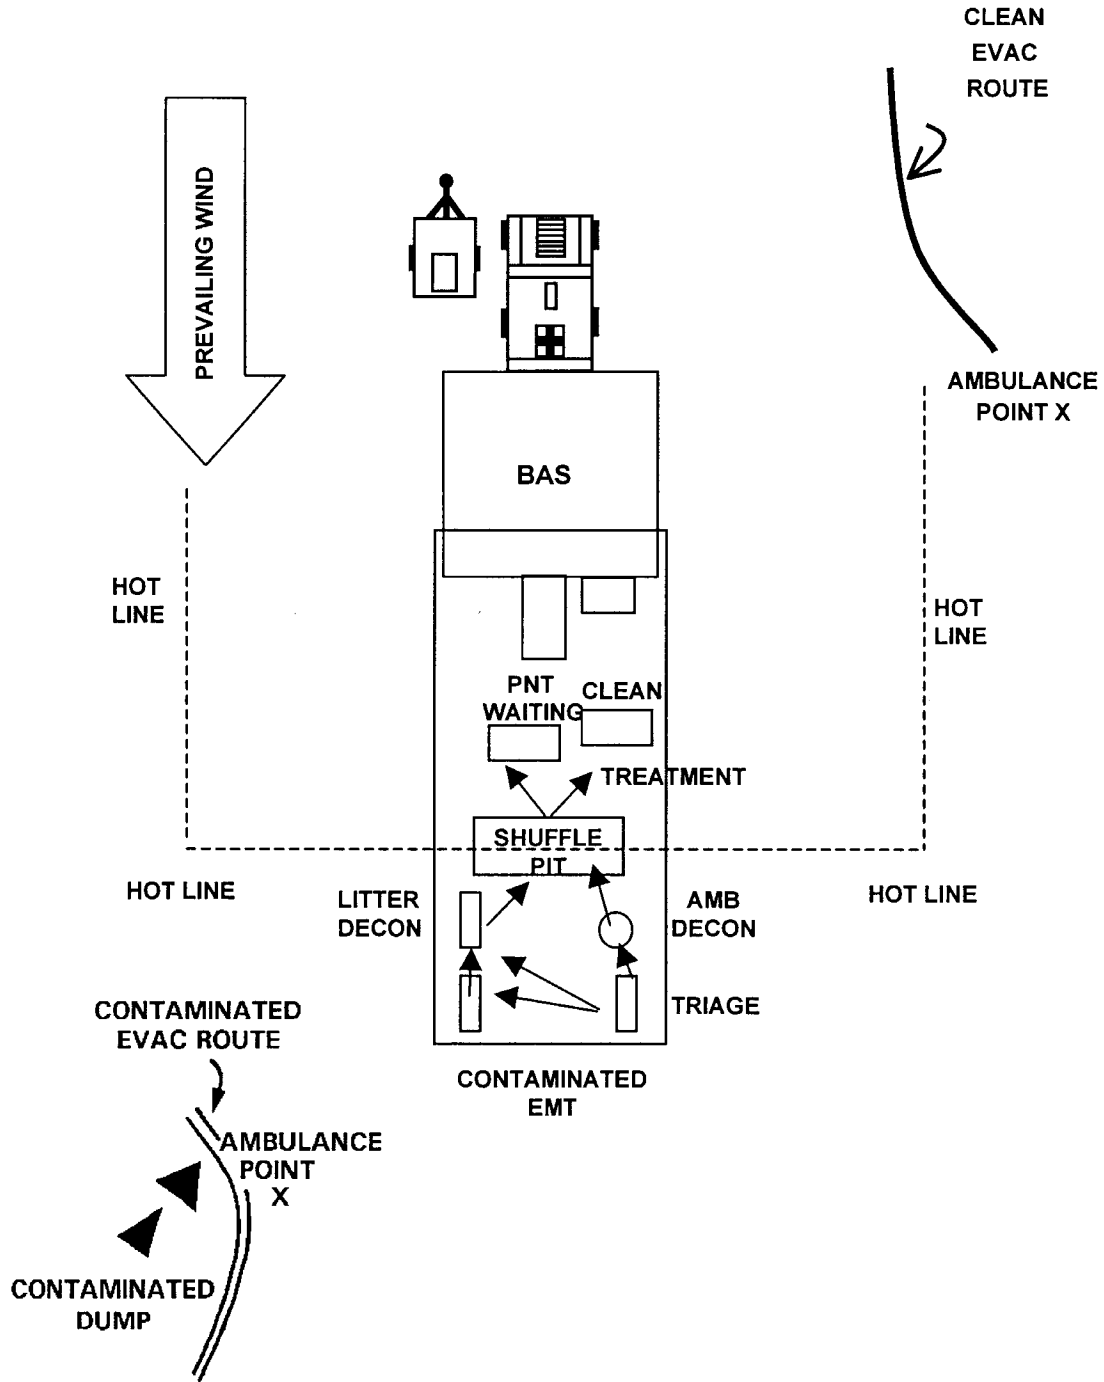 CLEAN
EVAC
ROUTE
PREVAILING WIND
AMBULANCE
POINT X
BAS
HOT
LINE
HOT
LINE
PNT
WAITING
CLEAN
TREATMENT
SHUFFLE
PIT
HOT LINE
HOT LINE
LITTER
DECON
AMB
DECON
TRIAGE
CONTAMINATED
EVAC ROUTE
CONTAMINATED
EMT
AMBULANCE
POINT
X
CONTAMINATED
DUMP